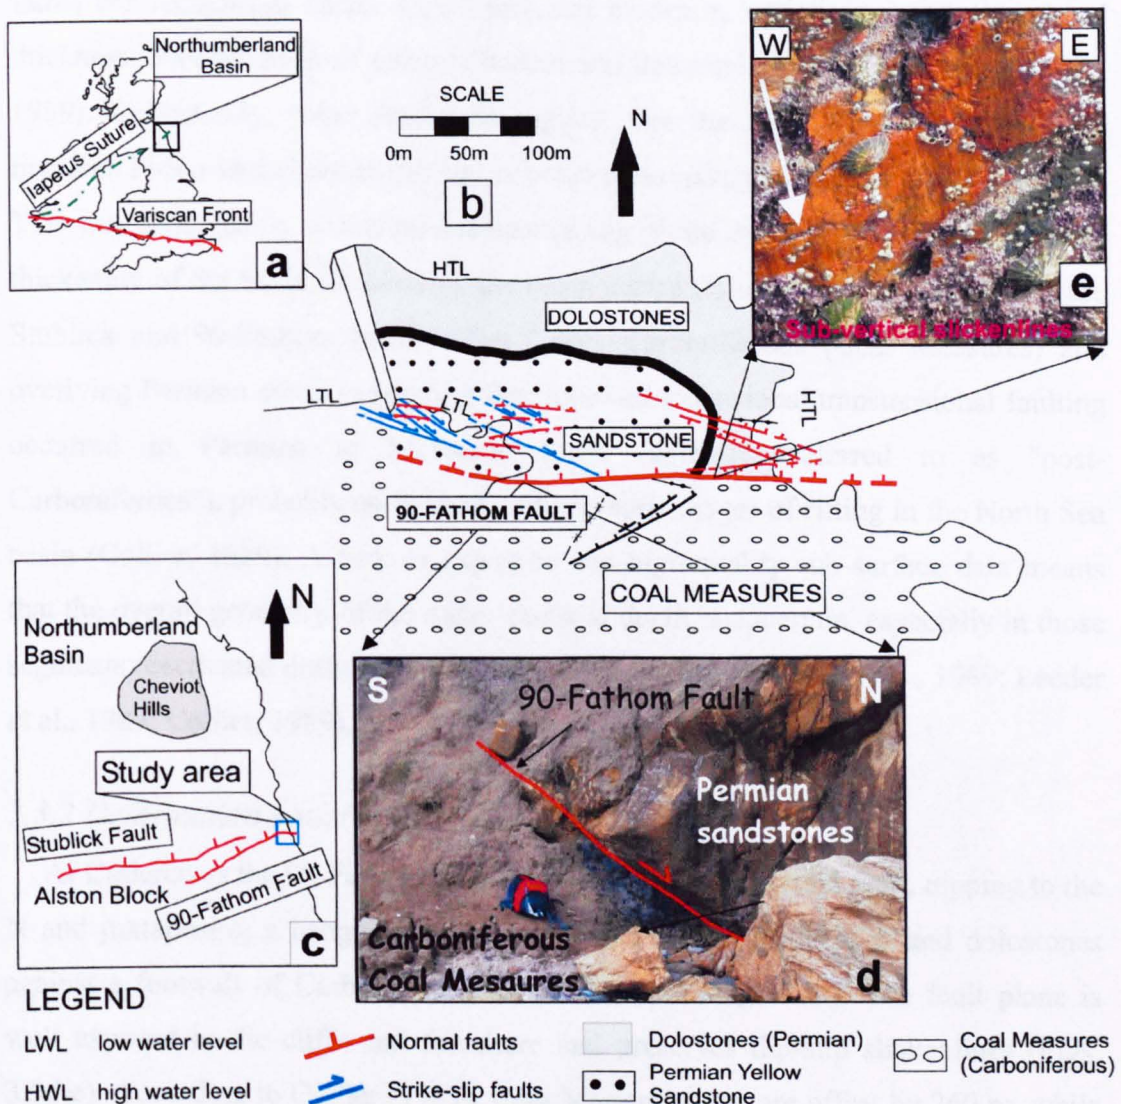 Northumberland
Basin
Iapetus Suture
Variscan Front
a
SCALE
0m 50m 100m
b
N
W E
e
Sub-vertical slickenlines
HTL
DOLOSTONES
LTL
LTL
HTL
SANDSTONE
90-FATHOM FAULT
COAL MEASURES
N
Northumberland
Basin
Cheviot
Hills
Study area
Stublick Fault
Alston Block
90-Fathom Fault
c
S N
90-Fathom Fault
Permian
sandstones
Carboniferous
Coal Mesaures
d
LEGEND
LWL low water level
HWL high water level
Normal faults
Strike-slip faults
Dolostones (Permian)
Permian Yellow
Sandstone
Coal Measures
(Carboniferous)